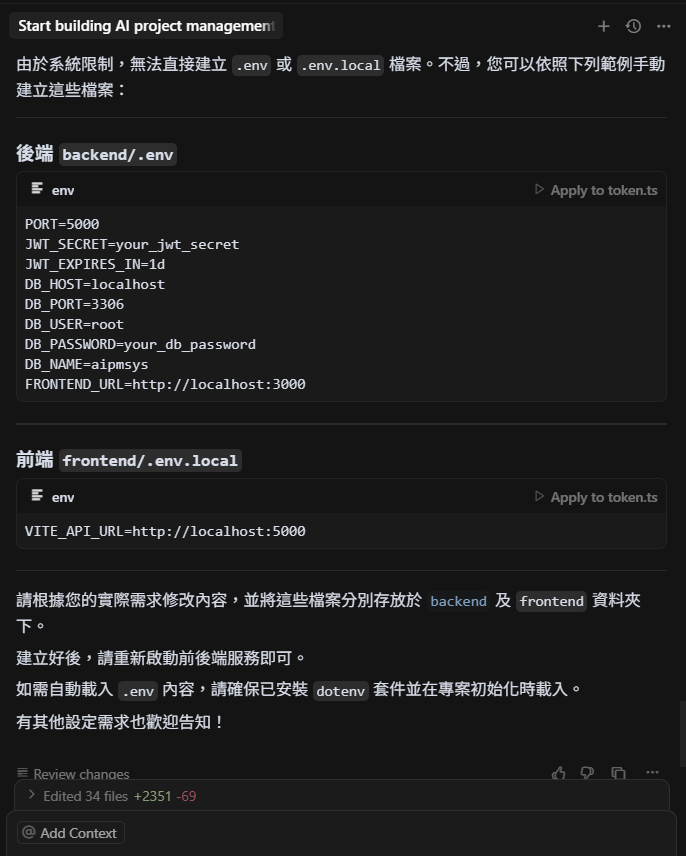 Start building AI project management
由於系統限制，無法直接建立 .env 或 .env.local 檔案。不過，您可以依照下列範例手動
建立這些檔案：
後端 backend/.env
env
Apply to token.ts
PORT=5000
JWT_SECRET=your_jwt_secret
JWT_EXPIRES_IN=1d
DB_HOST=localhost
DB_PORT=3306
DB_USER=root
DB_PASSWORD=your_db_password
DB_NAME=aipmsys
FRONTEND_URL=http://localhost:3000
前端 frontend/.env.local
env
Apply to token.ts
VITE_API_URL=http://localhost:5000
請根據您的實際需求修改內容，並將這些檔案分別存放於 backend 及 frontend 資料夾
下。
建立好後，請重新啟動前後端服務即可。
如需自動載入 .env 內容，請確保已安裝 dotenv 套件並在專案初始化時載入。
有其他設定需求也歡迎告知！
Review changes
Edited 34 files +2351 -69
@ Add Context